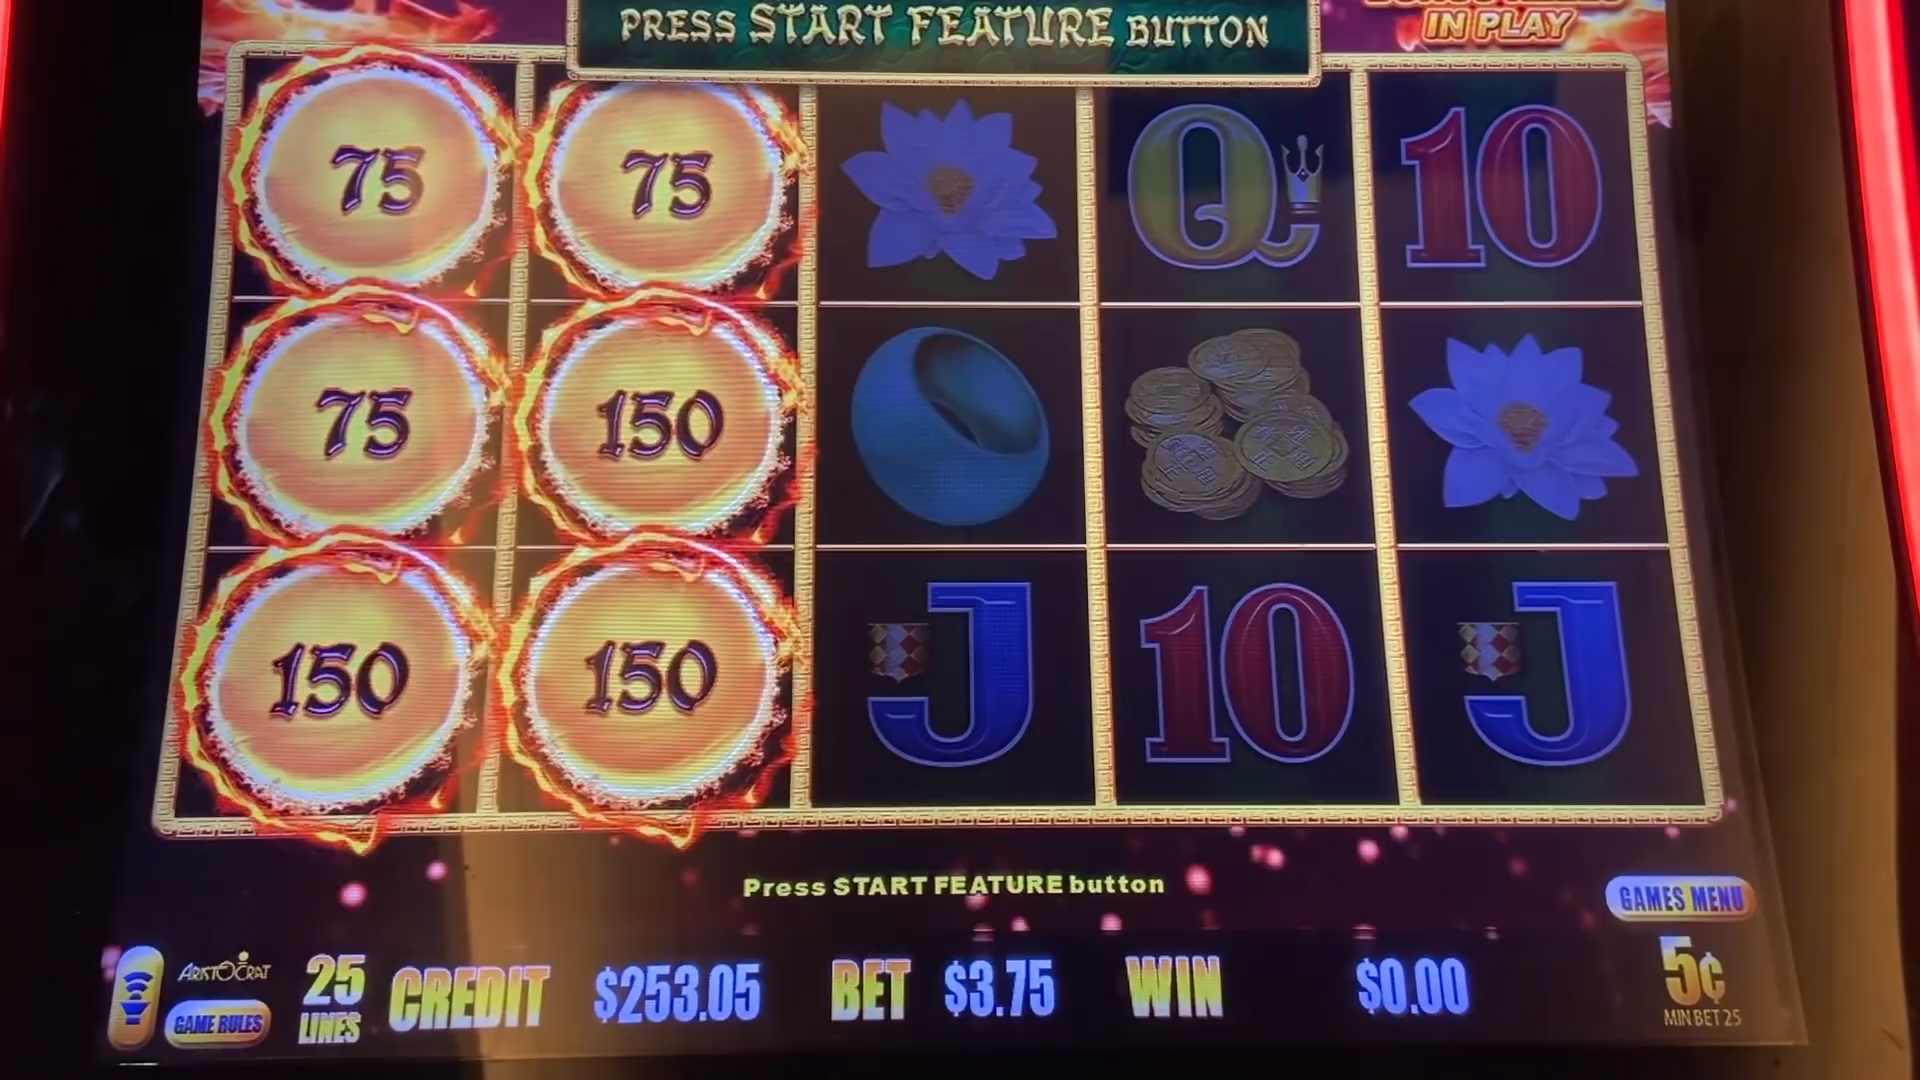 PRESS START FEATURE BUTTON
IN PLAY
75
75
Q
10
75
150
150
150
J
10
J
Press START FEATURE button
GAMES MENU
ARISTOCRAT
GAME RULES
25
LINES
CREDIT $253.05
BET $3.75
WIN $0.00
5¢
MIN BET 25